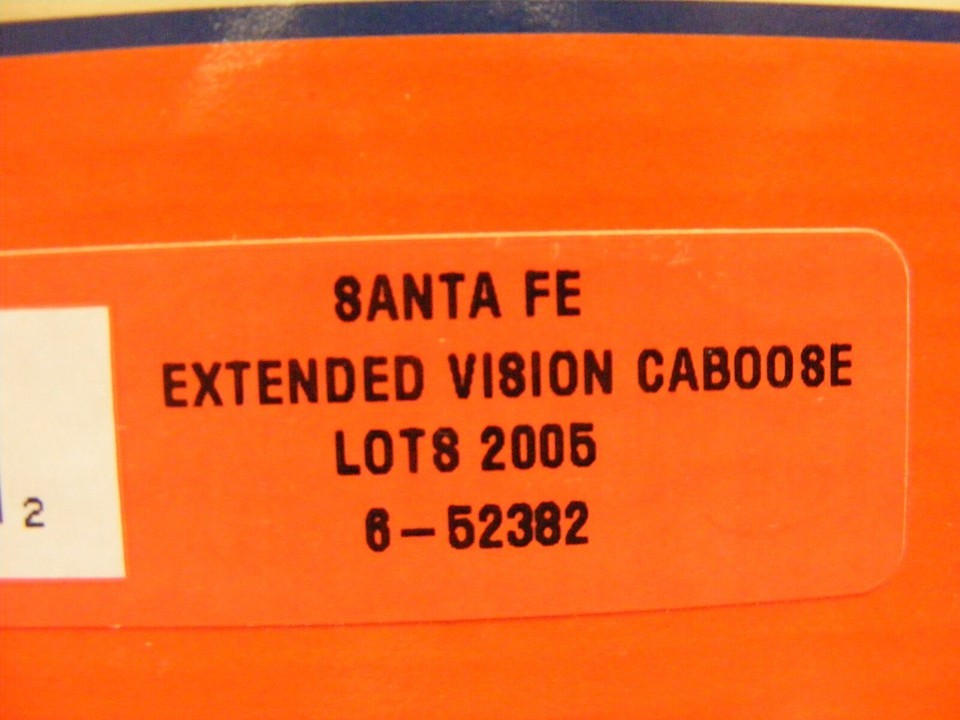 SANTA FE
EXTENDED VISION CABOOSE
LOTS 2005
6-52382
2